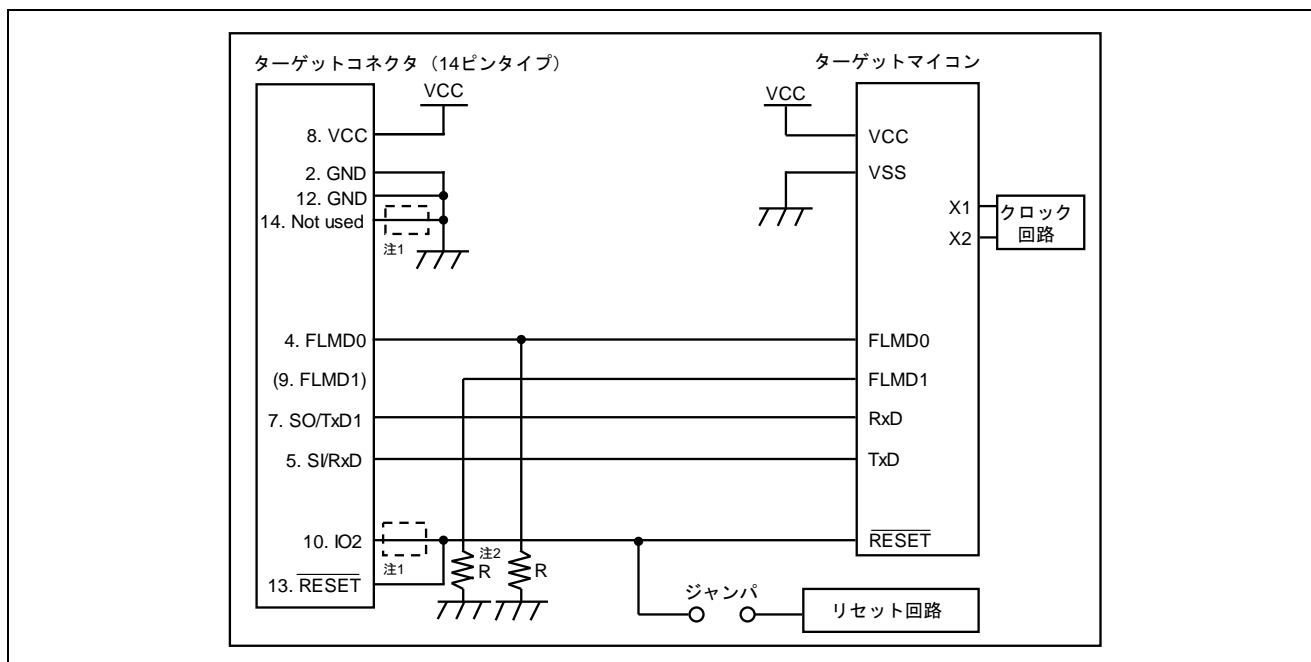 ターゲットコネクタ（14ピンタイプ）
ターゲットマイコン
VCC
VCC
8. VCC
VCC
2. GND
VSS
12. GND
14. Not used
注1
X1
X2
クロック
回路
4. FLMD0
FLMD0
(9. FLMD1)
FLMD1
7. SO/TxD1
RxD
5. SI/RxD
TxD
10. IO2
注1
注2
R
R
RESET
13. RESET
ジャンパ
リセット回路